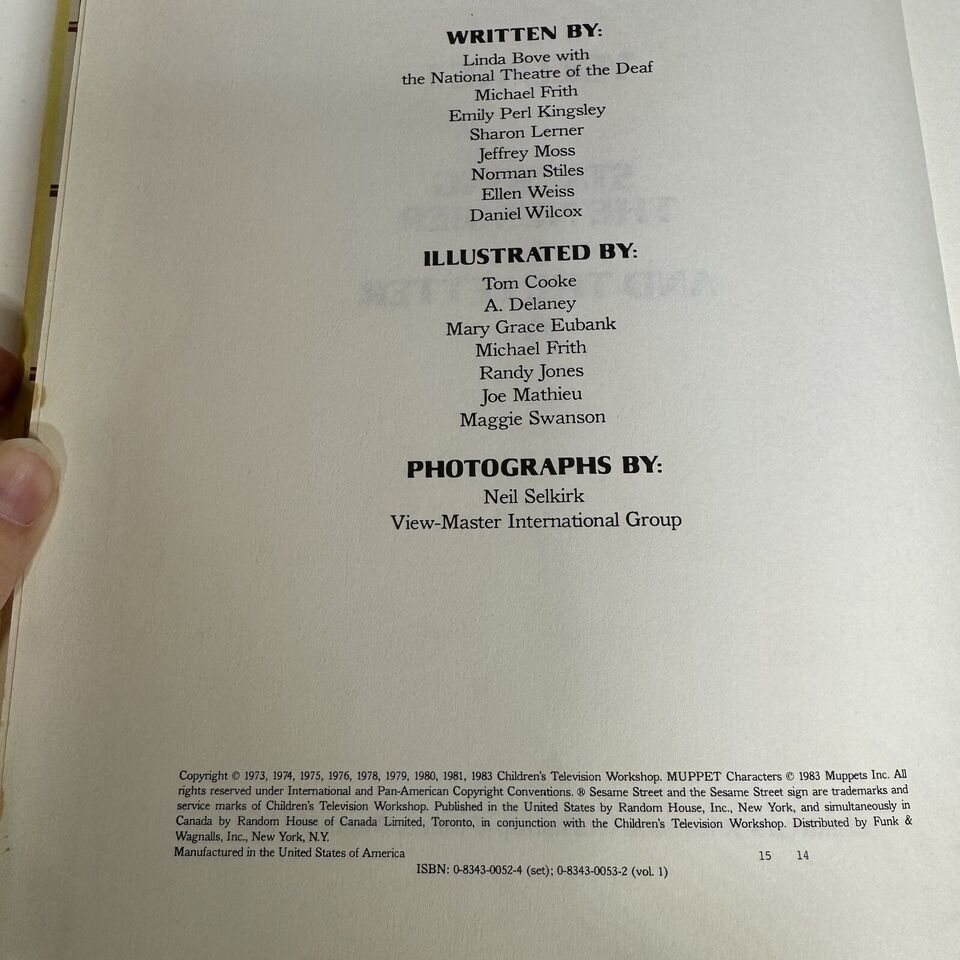 WRITTEN BY:
Linda Bove with
the National Theatre of the Deaf
Michael Frith
Emily Perl Kingsley
Sharon Lerner
Jeffrey Moss
Norman Stiles
Ellen Weiss
Daniel Wilcox
ILLUSTRATED BY:
Tom Cooke
A. Delaney
Mary Grace Eubank
Michael Frith
Randy Jones
Joe Mathieu
Maggie Swanson
PHOTOGRAPHS BY:
Neil Selkirk
View-Master International Group
Copyright © 1973, 1974, 1975, 1976, 1978, 1979, 1980, 1981, 1983 Children's Television Workshop. MUPPET Characters © 1983 Muppets Inc. All
rights reserved under International and Pan-American Copyright Conventions. ® Sesame Street and the Sesame Street sign are trademarks and
service marks of Children's Television Workshop. Published in the United States by Random House, Inc., New York, and simultaneously in
Canada by Random House of Canada Limited, Toronto, in conjunction with the Children's Television Workshop. Distributed by Funk &
Wagnalls, Inc., New York, N.Y.
Manufactured in the United States of America 15 14
ISBN: 0-8343-0052-4 (set); 0-8343-0053-2 (vol. 1)